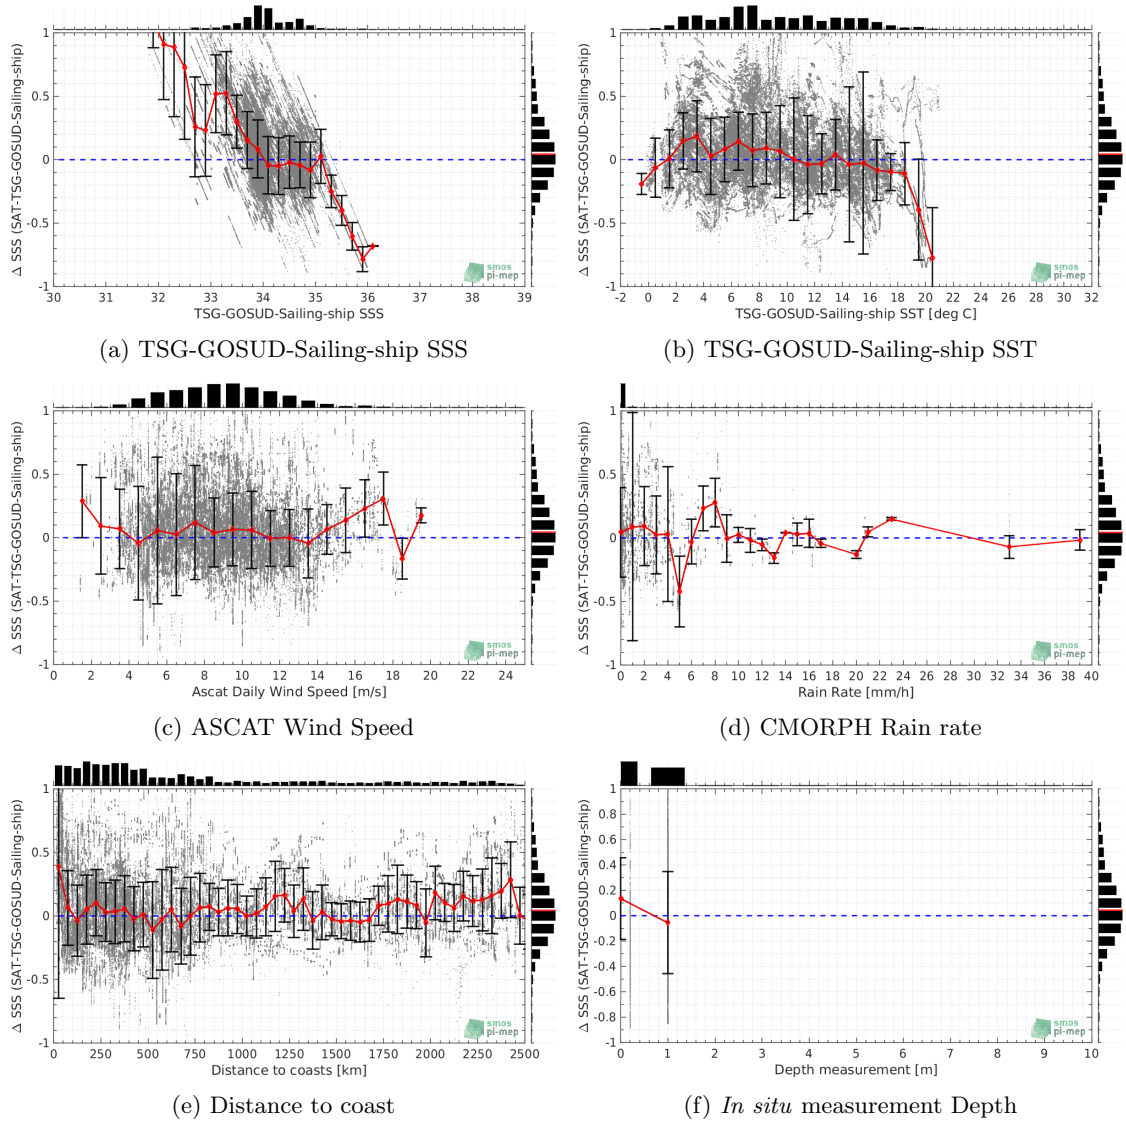 Δ SSS (SAT-TSG-GOSUD-Sailing-ship)
1
0.5
0
-0.5
-1
30 31 32 33 34 35 36 37 38 39
TSG-GOSUD-Sailing-ship SSS
smos
pi-mep
(a) TSG-GOSUD-Sailing-ship SSS
Δ SSS (SAT-TSG-GOSUD-Sailing-ship)
1
0.5
0
-0.5
-1
-2 0 2 4 6 8 10 12 14 16 18 20 22 24 26 28 30 32
TSG-GOSUD-Sailing-ship SST [deg C]
smos
pi-mep
(b) TSG-GOSUD-Sailing-ship SST
Δ SSS (SAT-TSG-GOSUD-Sailing-ship)
1
0.5
0
-0.5
-1
0 2 4 6 8 10 12 14 16 18 20 22 24
Ascat Daily Wind Speed [m/s]
smos
pi-mep
(c) ASCAT Wind Speed
Δ SSS (SAT-TSG-GOSUD-Sailing-ship)
1
0.5
0
-0.5
-1
0 2 4 6 8 10 12 14 16 18 20 22 24 26 28 30 32 34 36 38 40
Rain Rate [mm/h]
smos
pi-mep
(d) CMORPH Rain rate
Δ SSS (SAT-TSG-GOSUD-Sailing-ship)
1
0.5
0
-0.5
-1
0 250 500 750 1000 1250 1500 1750 2000 2250 2500
Distance to coasts [km]
smos
pi-mep
(e) Distance to coast
Δ SSS (SAT-TSG-GOSUD-Sailing-ship)
1
0.8
0.6
0.4
0.2
0
-0.2
-0.4
-0.6
-0.8
-1
0 1 2 3 4 5 6 7 8 9 10
Depth measurement [m]
smos
pi-mep
(f) In situ measurement Depth